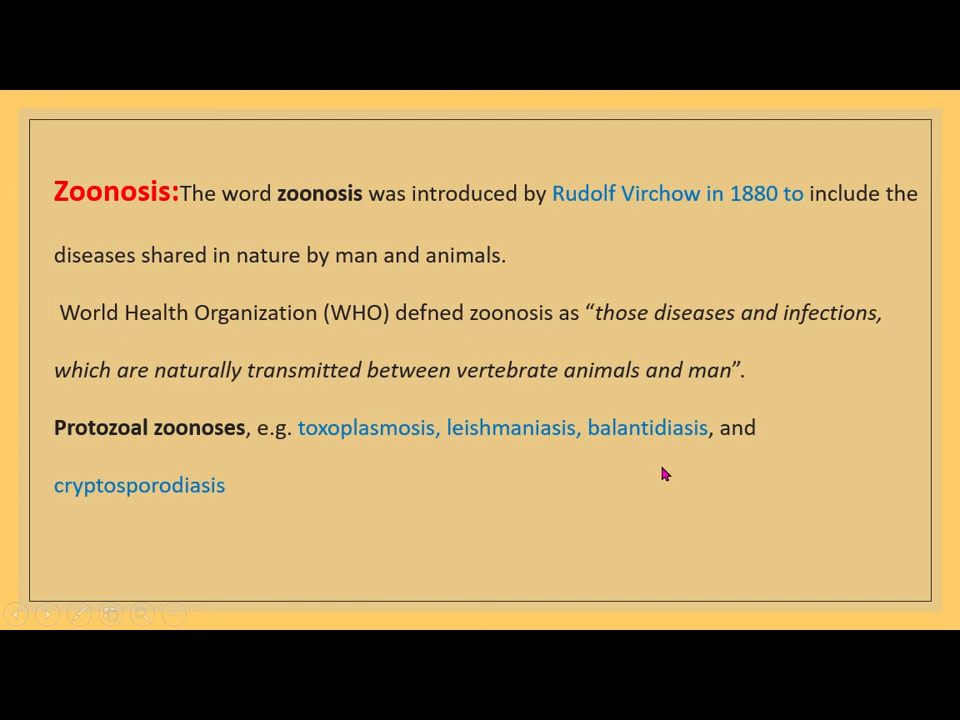 Zoonosis:The word zoonosis was introduced by Rudolf Virchow in 1880 to include the
diseases shared in nature by man and animals.
World Health Organization (WHO) defned zoonosis as “those diseases and infections,
which are naturally transmitted between vertebrate animals and man”.
Protozoal zoonoses, e.g. toxoplasmosis, leishmaniasis, balantidiasis, and
cryptosporodiasis